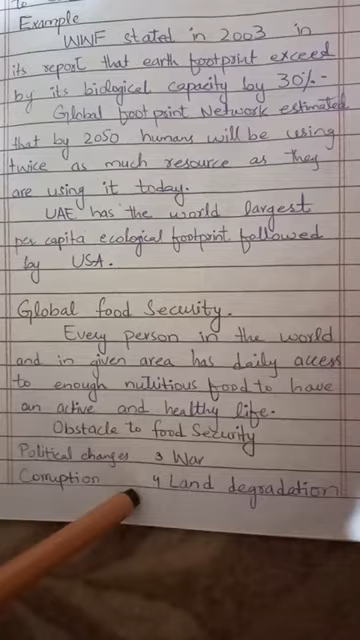 Example
WWF stated in 2003 in
its report that earth footprint exceed
by its biological capacity by 30%-
Global footprint Network estimated
that by 2050 humans will be using
twice as much resource as they
are using it today.
UAE has the world largest
per capita ecological footprint followed
by USA.
Global food Security.
Every person in the world
and in given area has daily access
to enough nutritious food to have
an active and healthy life.
Obstacle to food Security
Political changes 3 War
Corruption 4 Land degradation